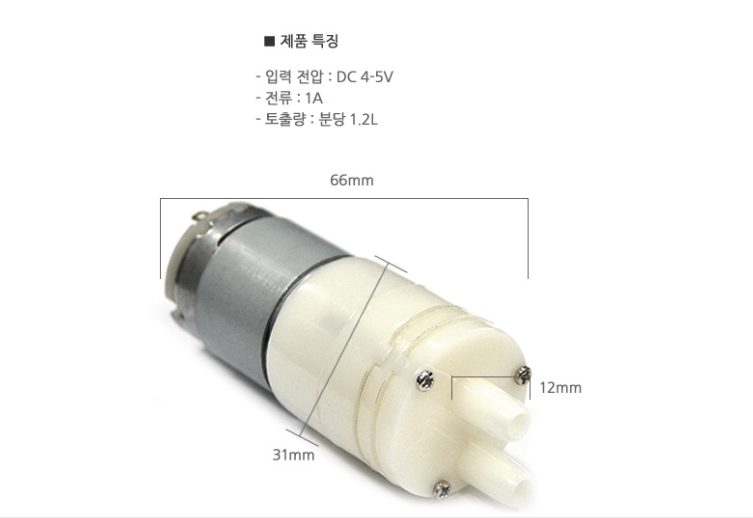 ■ 제품 특징
- 입력 전압 : DC 4-5V
- 전류 : 1A
- 토출량 : 분당 1.2L
66mm
12mm
31mm